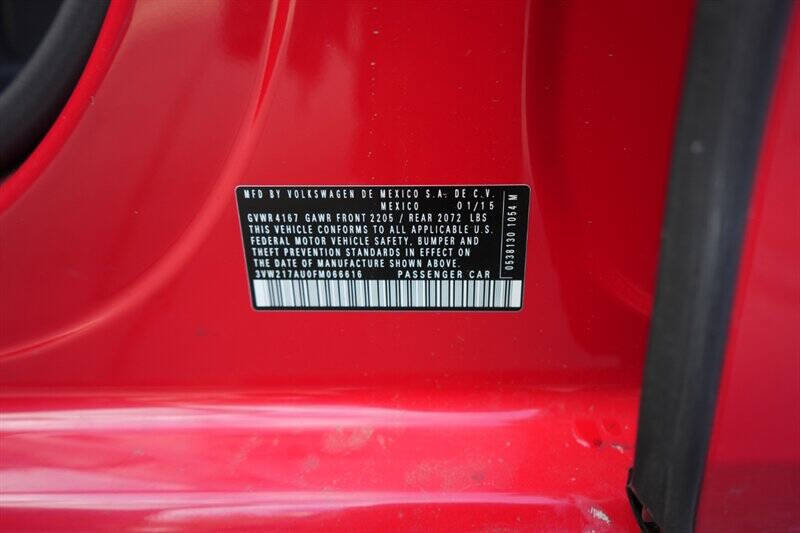 MFD BY VOLKSWAGEN DE MEXICO S.A. DE C.V.
MEXICO 01/15
GVWR4167 GAWR FRONT 2205 / REAR 2072 LBS
THIS VEHICLE CONFORMS TO ALL APPLICABLE U.S.
FEDERAL MOTOR VEHICLE SAFETY, BUMPER AND
THEFT PREVENTION STANDARDS IN EFFECT ON
THE DATE OF MANUFACTURE SHOWN ABOVE.
3VW217AU0FM066616 PASSENGER CAR
0538130 1054 M